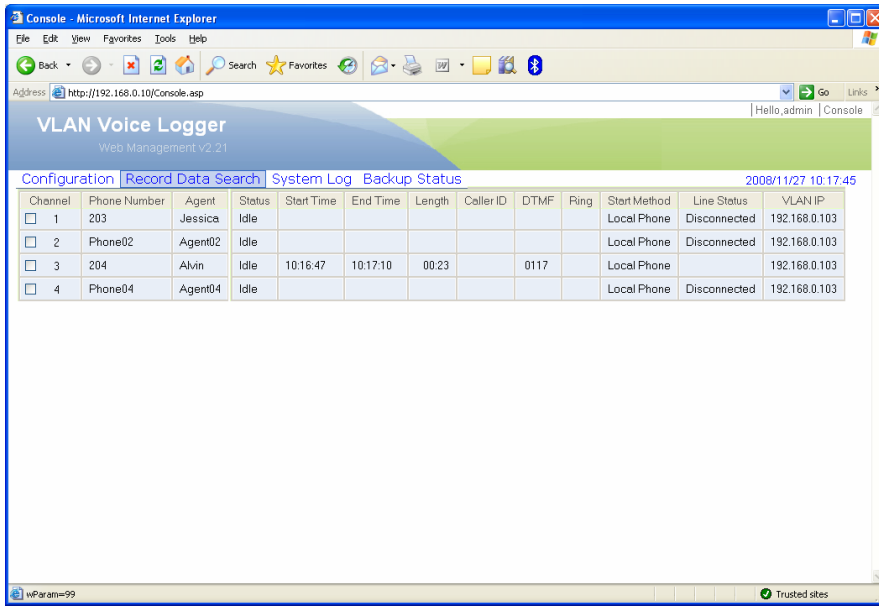 Console - Microsoft Internet Explorer
File Edit View Favorites Tools Help
Back Search Favorites
Address http://192.168.0.10/Console.asp Go Links
Hello,admin Console
VLAN Voice Logger
Web Management v2.21
Configuration Record Data Search System Log Backup Status 2008/11/27 10:17:45
Channel Phone Number Agent Status Start Time End Time Length Caller ID DTMF Ring Start Method Line Status VLAN IP
1 203 Jessica Idle Local Phone Disconnected 192.168.0.103
2 Phone02 Agent02 Idle Local Phone Disconnected 192.168.0.103
3 204 Alvin Idle 10:16:47 10:17:10 00:23 0117 Local Phone 192.168.0.103
4 Phone04 Agent04 Idle Local Phone Disconnected 192.168.0.103
wParam=99 Trusted sites